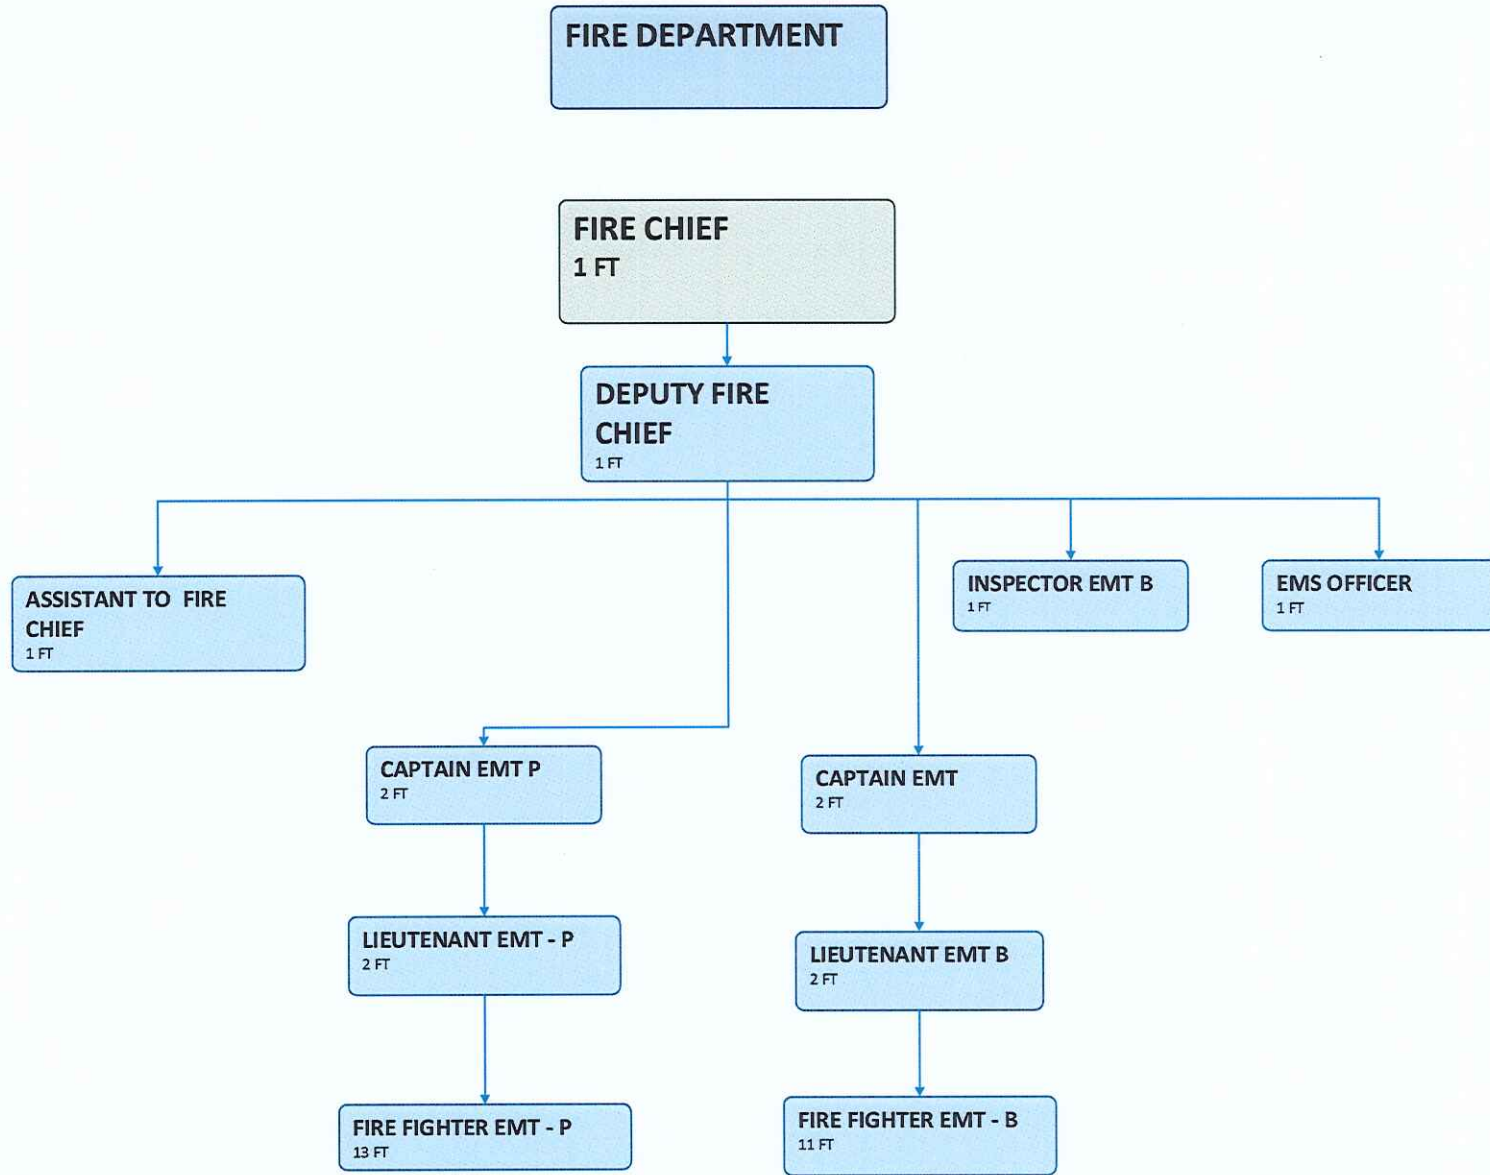 FIRE DEPARTMENT
FIRE CHIEF
1 FT
DEPUTY FIRE
CHIEF
1 FT
ASSISTANT TO  FIRE
CHIEF
1 FT
INSPECTOR EMT B
1 FT
EMS OFFICER
1 FT
CAPTAIN EMT P
2 FT
CAPTAIN EMT
2 FT
LIEUTENANT EMT - P
2 FT
LIEUTENANT EMT B
2 FT
FIRE FIGHTER EMT - P
13 FT
FIRE FIGHTER EMT - B
11 FT